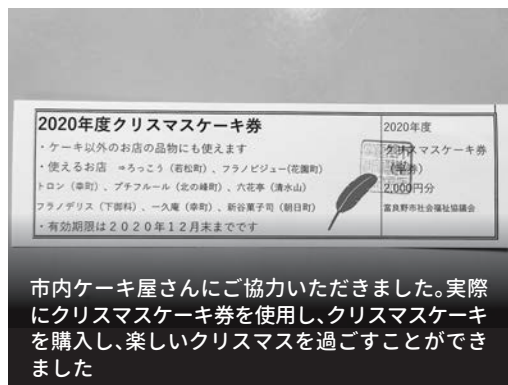 2020年度クリスマスケーキ券
・ケーキ以外のお店の品物にも使えます
・使えるお店 ⇒ろっこう（若松町）、フラノビジュー(花園町)
トロン（幸町）、プチフルール（北の峰町）、六花亭（清水山）
フラノデリス（下御料）、一久庵（幸町）、新谷菓子司（朝日町）
・有効期限は２０２０年１２月末までです
2020年度
クリスマスケーキ券
2,000円分
富良野市社会福祉協議会
市内ケーキ屋さんにご協力いただきました。実際
にクリスマスケーキ券を使用し、クリスマスケーキ
を購入し、楽しいクリスマスを過ごすことができ
ました